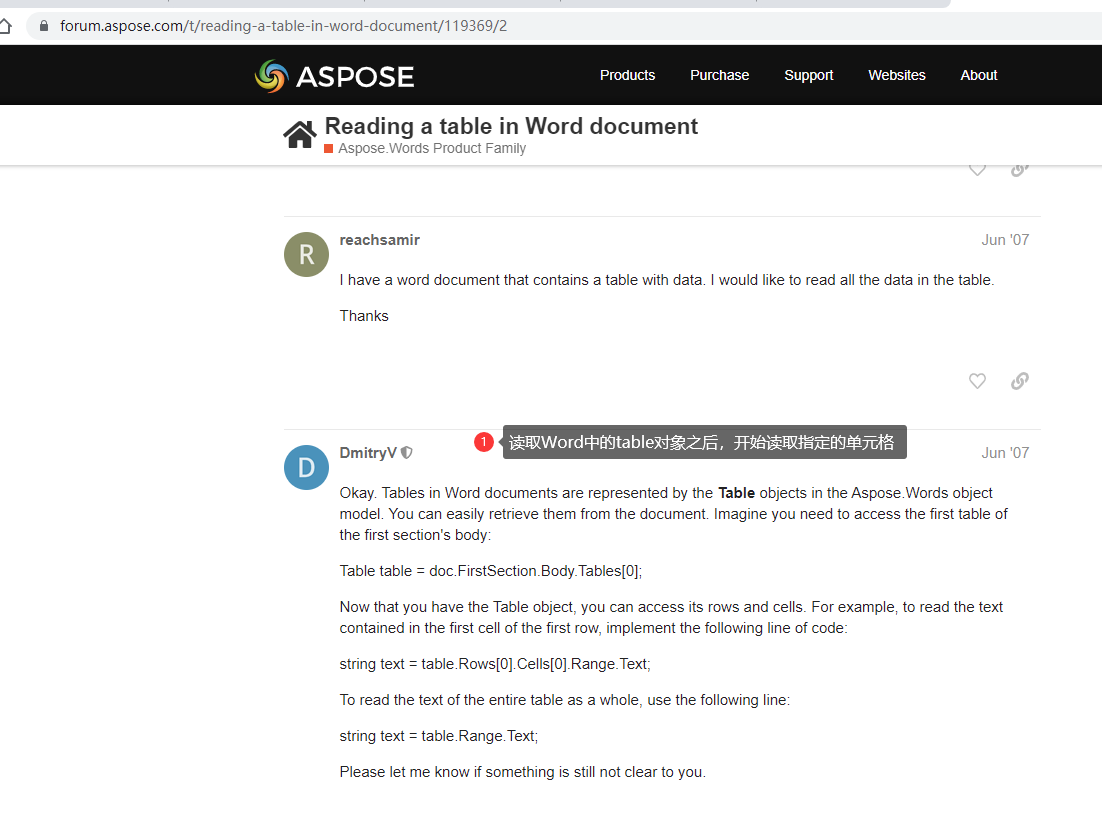 forum.aspose.com/t/reading-a-table-in-word-document/119369/2
ASPOSE
Products
Purchase
Support
Websites
About
Reading a table in Word document
Aspose.Words Product Family
R
reachsamir
Jun '07
I have a word document that contains a table with data. I would like to read all the data in the table.
Thanks
1
读取Word中的table对象之后，开始读取指定的单元格
D
DmitryV
Jun '07
Okay. Tables in Word documents are represented by the Table objects in the Aspose.Words object
model. You can easily retrieve them from the document. Imagine you need to access the first table of
the first section's body:
Table table = doc.FirstSection.Body.Tables[0];
Now that you have the Table object, you can access its rows and cells. For example, to read the text
contained in the first cell of the first row, implement the following line of code:
string text = table.Rows[0].Cells[0].Range.Text;
To read the text of the entire table as a whole, use the following line:
string text = table.Range.Text;
Please let me know if something is still not clear to you.